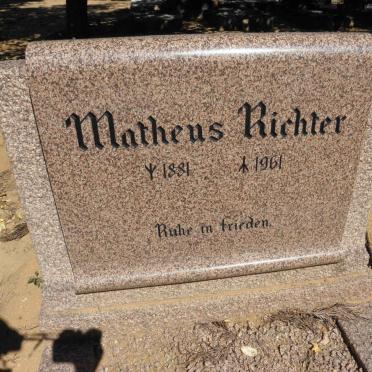 Matheus Richter
ᛉ 1881 ᛣ 1961
Ruhe in frieden.